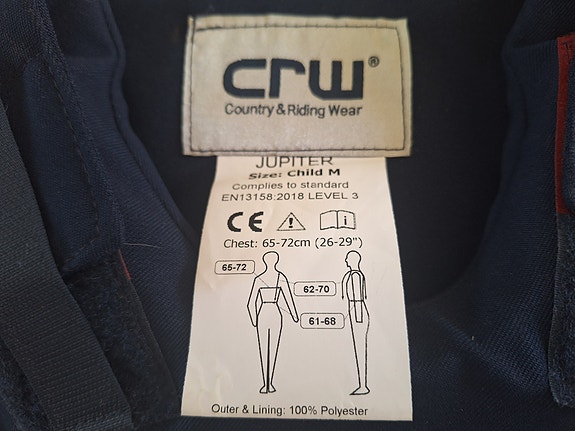 crw®
Country & Riding Wear
JUPITER
Size: Child M
Complies to standard
EN13158:2018 LEVEL 3
CE
Chest: 65-72cm (26-29")
65-72
62-70
61-68
Outer & Lining: 100% Polyester